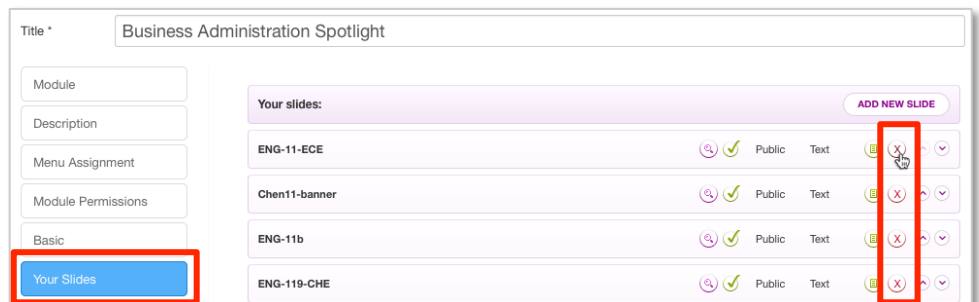 Title * Business Administration Spotlight
Module
Description
Menu Assignment
Module Permissions
Basic
Your Slides
Your slides: ADD NEW SLIDE
ENG-11-ECE Public Text X
Chen11-banner Public Text X
ENG-11b Public Text X
ENG-119-CHE Public Text X